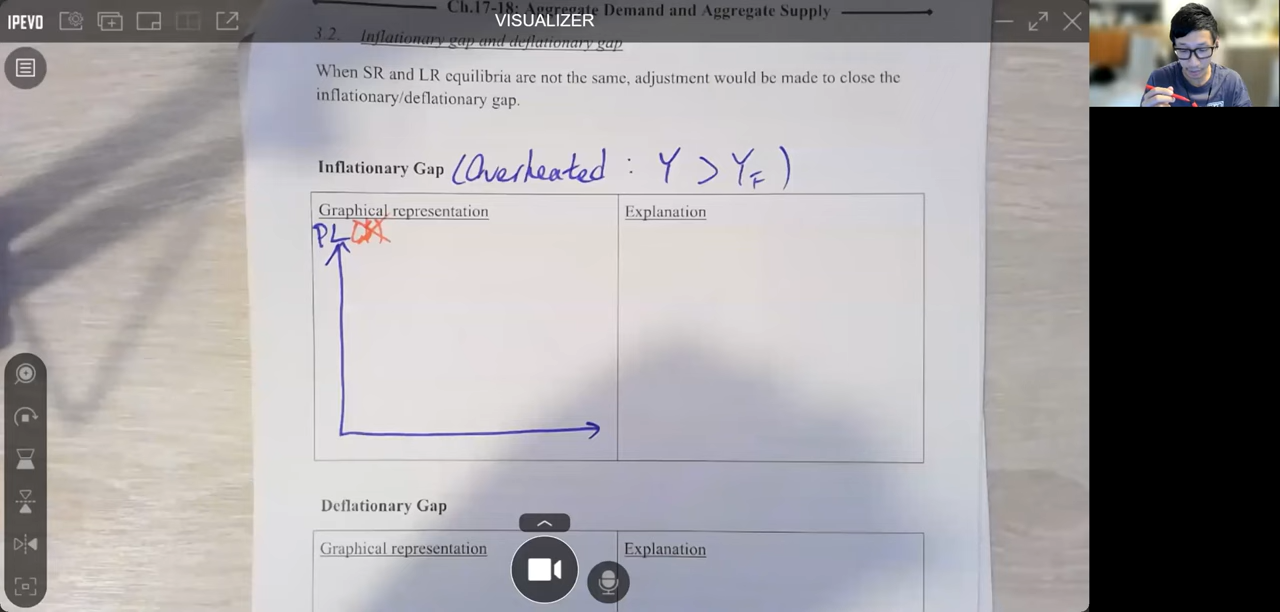 Ch.17-18: Aggregate Demand and Aggregate Supply
IPEVO
VISUALIZER
3.2. Inflationary gap and deflationary gap
When SR and LR equilibria are not the same, adjustment would be made to close the
inflationary/deflationary gap.
Inflationary Gap (Overheated : Y > YF)
Graphical representation
Explanation
PL
Deflationary Gap
Graphical representation
Explanation